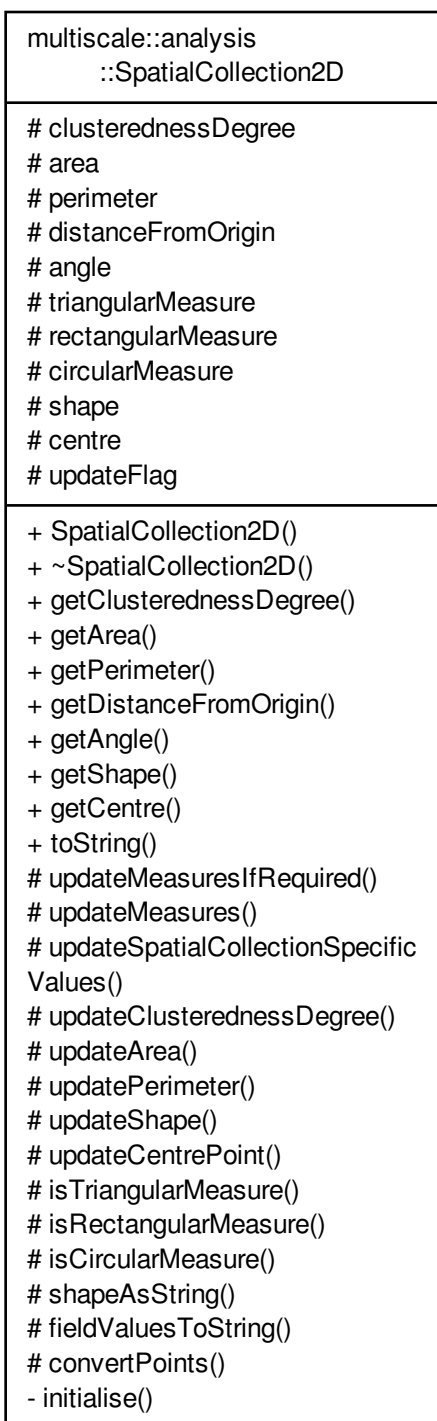 multiscale::analysis
::SpatialCollection2D
# clusterednessDegree
# area
# perimeter
# distanceFromOrigin
# angle
# triangularMeasure
# rectangularMeasure
# circularMeasure
# shape
# centre
# updateFlag
+ SpatialCollection2D()
+ ~SpatialCollection2D()
+ getClusterednessDegree()
+ getArea()
+ getPerimeter()
+ getDistanceFromOrigin()
+ getAngle()
+ getShape()
+ getCentre()
+ toString()
# updateMeasuresIfRequired()
# updateMeasures()
# updateSpatialCollectionSpecific
Values()
# updateClusterednessDegree()
# updateArea()
# updatePerimeter()
# updateShape()
# updateCentrePoint()
# isTriangularMeasure()
# isRectangularMeasure()
# isCircularMeasure()
# shapeAsString()
# fieldValuesToString()
# convertPoints()
- initialise()